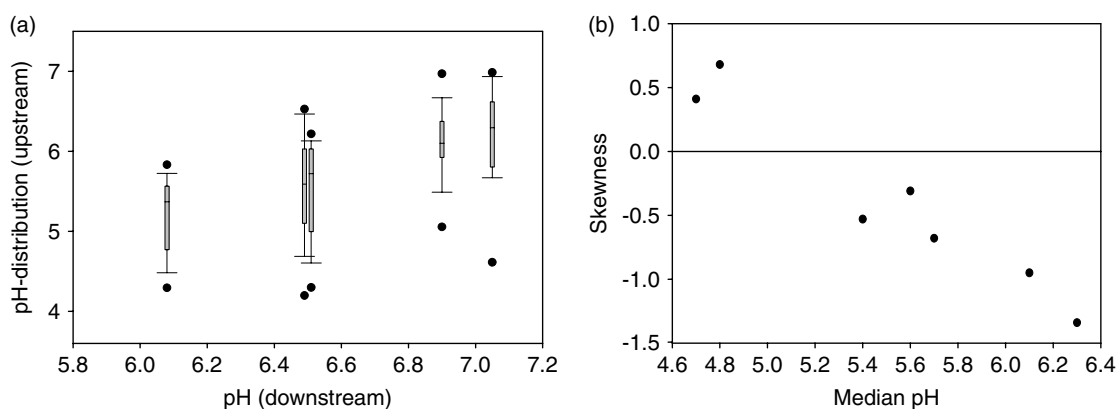 (a)
pH-distribution (upstream)
7
6
5
4
5.8 6.0 6.2 6.4 6.6 6.8 7.0 7.2
pH (downstream)
(b)
Skewness
1.0
0.5
0.0
-0.5
-1.0
-1.5
4.6 4.8 5.0 5.2 5.4 5.6 5.8 6.0 6.2 6.4
Median pH